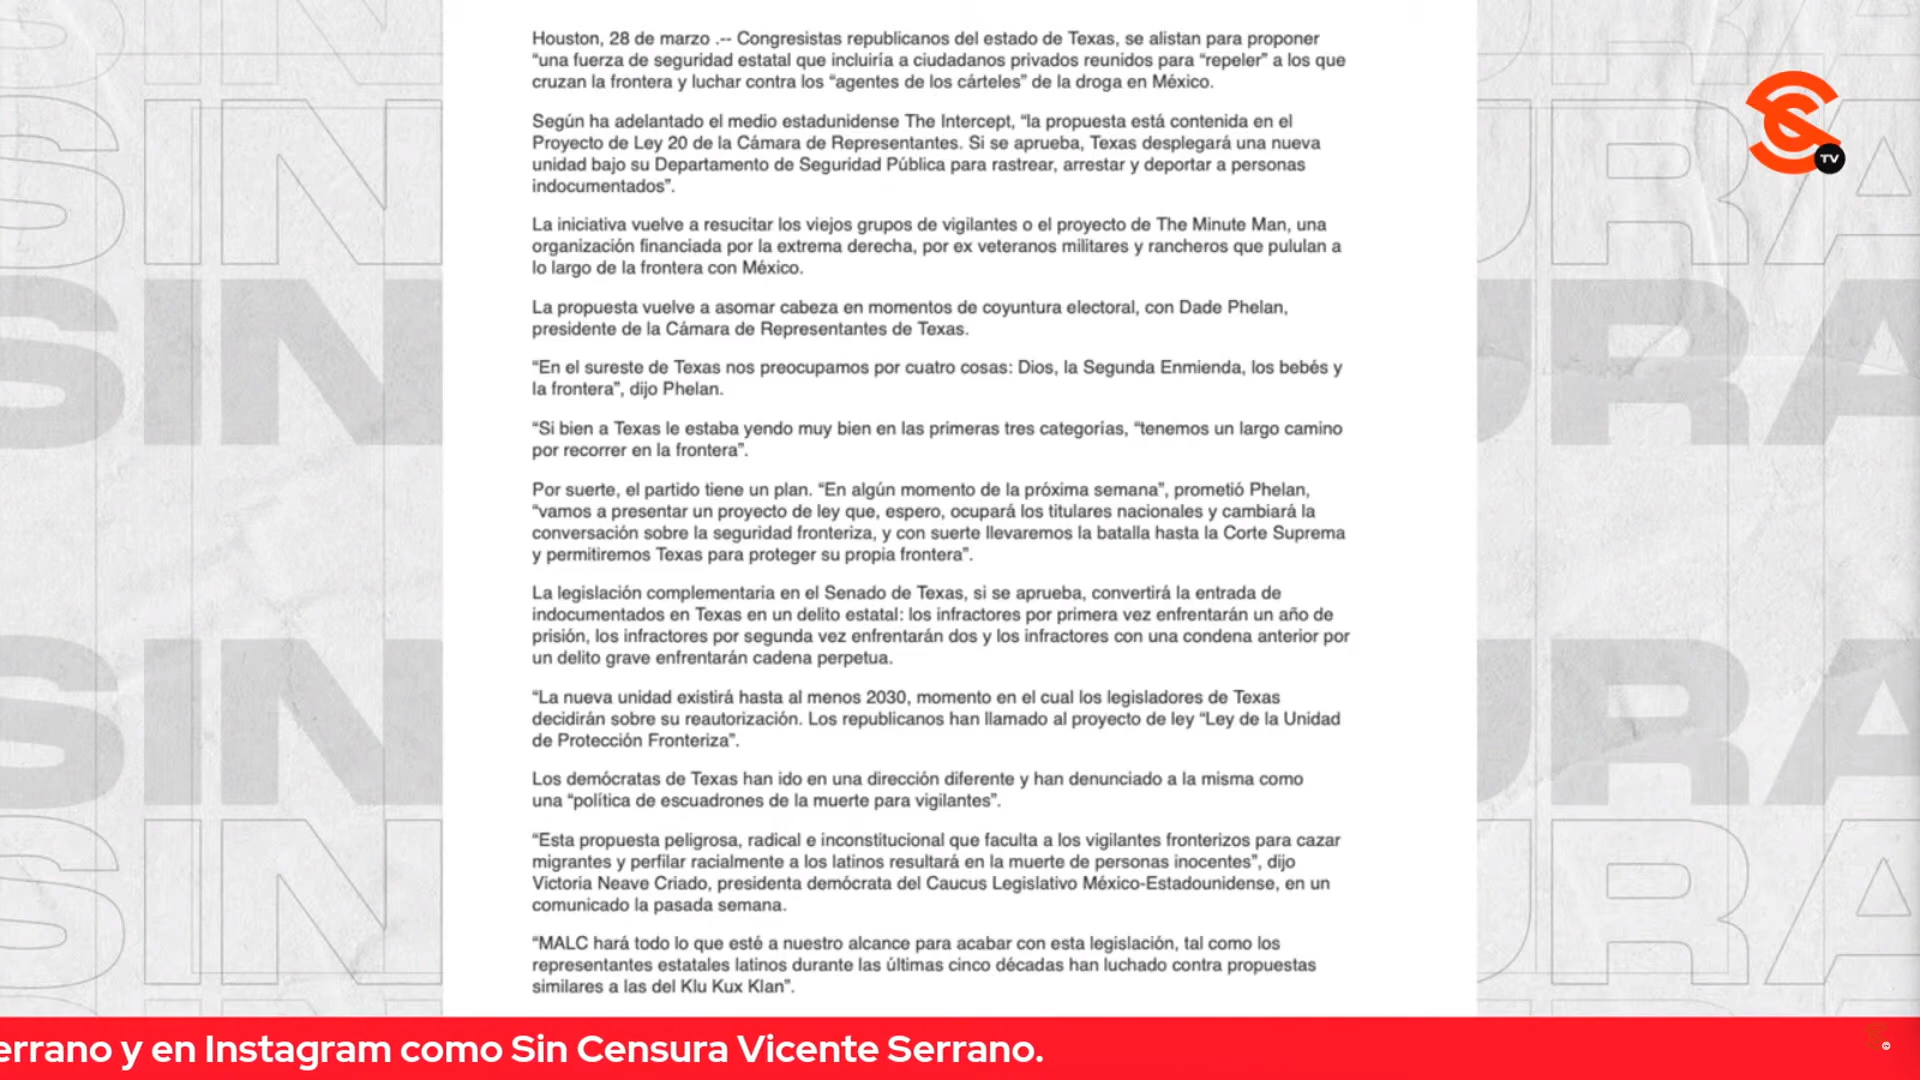 Houston, 28 de marzo .-- Congresistas republicanos del estado de Texas, se alistan para proponer
“una fuerza de seguridad estatal que incluiría a ciudadanos privados reunidos para “repeler” a los que
cruzan la frontera y luchar contra los “agentes de los cárteles” de la droga en México.
Según ha adelantado el medio estadunidense The Intercept, “la propuesta está contenida en el
Proyecto de Ley 20 de la Cámara de Representantes. Si se aprueba, Texas desplegará una nueva
unidad bajo su Departamento de Seguridad Pública para rastrear, arrestar y deportar a personas
indocumentados”.
La iniciativa vuelve a resucitar los viejos grupos de vigilantes o el proyecto de The Minute Man, una
organización financiada por la extrema derecha, por ex veteranos militares y rancheros que pululan a
lo largo de la frontera con México.
La propuesta vuelve a asomar cabeza en momentos de coyuntura electoral, con Dade Phelan,
presidente de la Cámara de Representantes de Texas.
“En el sureste de Texas nos preocupamos por cuatro cosas: Dios, la Segunda Enmienda, los bebés y
la frontera”, dijo Phelan.
“Si bien a Texas le estaba yendo muy bien en las primeras tres categorías, “tenemos un largo camino
por recorrer en la frontera”.
Por suerte, el partido tiene un plan. “En algún momento de la próxima semana”, prometió Phelan,
“vamos a presentar un proyecto de ley que, espero, ocupará los titulares nacionales y cambiará la
conversación sobre la seguridad fronteriza, y con suerte llevaremos la batalla hasta la Corte Suprema
y permitiremos Texas para proteger su propia frontera”.
La legislación complementaria en el Senado de Texas, si se aprueba, convertirá la entrada de
indocumentados en Texas en un delito estatal: los infractores por primera vez enfrentarán un año de
prisión, los infractores por segunda vez enfrentarán dos y los infractores con una condena anterior por
un delito grave enfrentarán cadena perpetua.
“La nueva unidad existirá hasta al menos 2030, momento en el cual los legisladores de Texas
decidirán sobre su reautorización. Los republicanos han llamado al proyecto de ley “Ley de la Unidad
de Protección Fronteriza”.
Los demócratas de Texas han ido en una dirección diferente y han denunciado a la misma como
una “política de escuadrones de la muerte para vigilantes”.
“Esta propuesta peligrosa, radical e inconstitucional que faculta a los vigilantes fronterizos para cazar
migrantes y perfilar racialmente a los latinos resultará en la muerte de personas inocentes”, dijo
Victoria Neave Criado, presidenta demócrata del Caucus Legislativo México-Estadounidense, en un
comunicado la pasada semana.
“MALC hará todo lo que esté a nuestro alcance para acabar con esta legislación, tal como los
representantes estatales latinos durante las últimas cinco décadas han luchado contra propuestas
similares a las del Klu Kux Klan”.
TV
SIN
SIN
SIN
SIN
URA
URA
URA
URA
errano y en Instagram como Sin Censura Vicente Serrano.